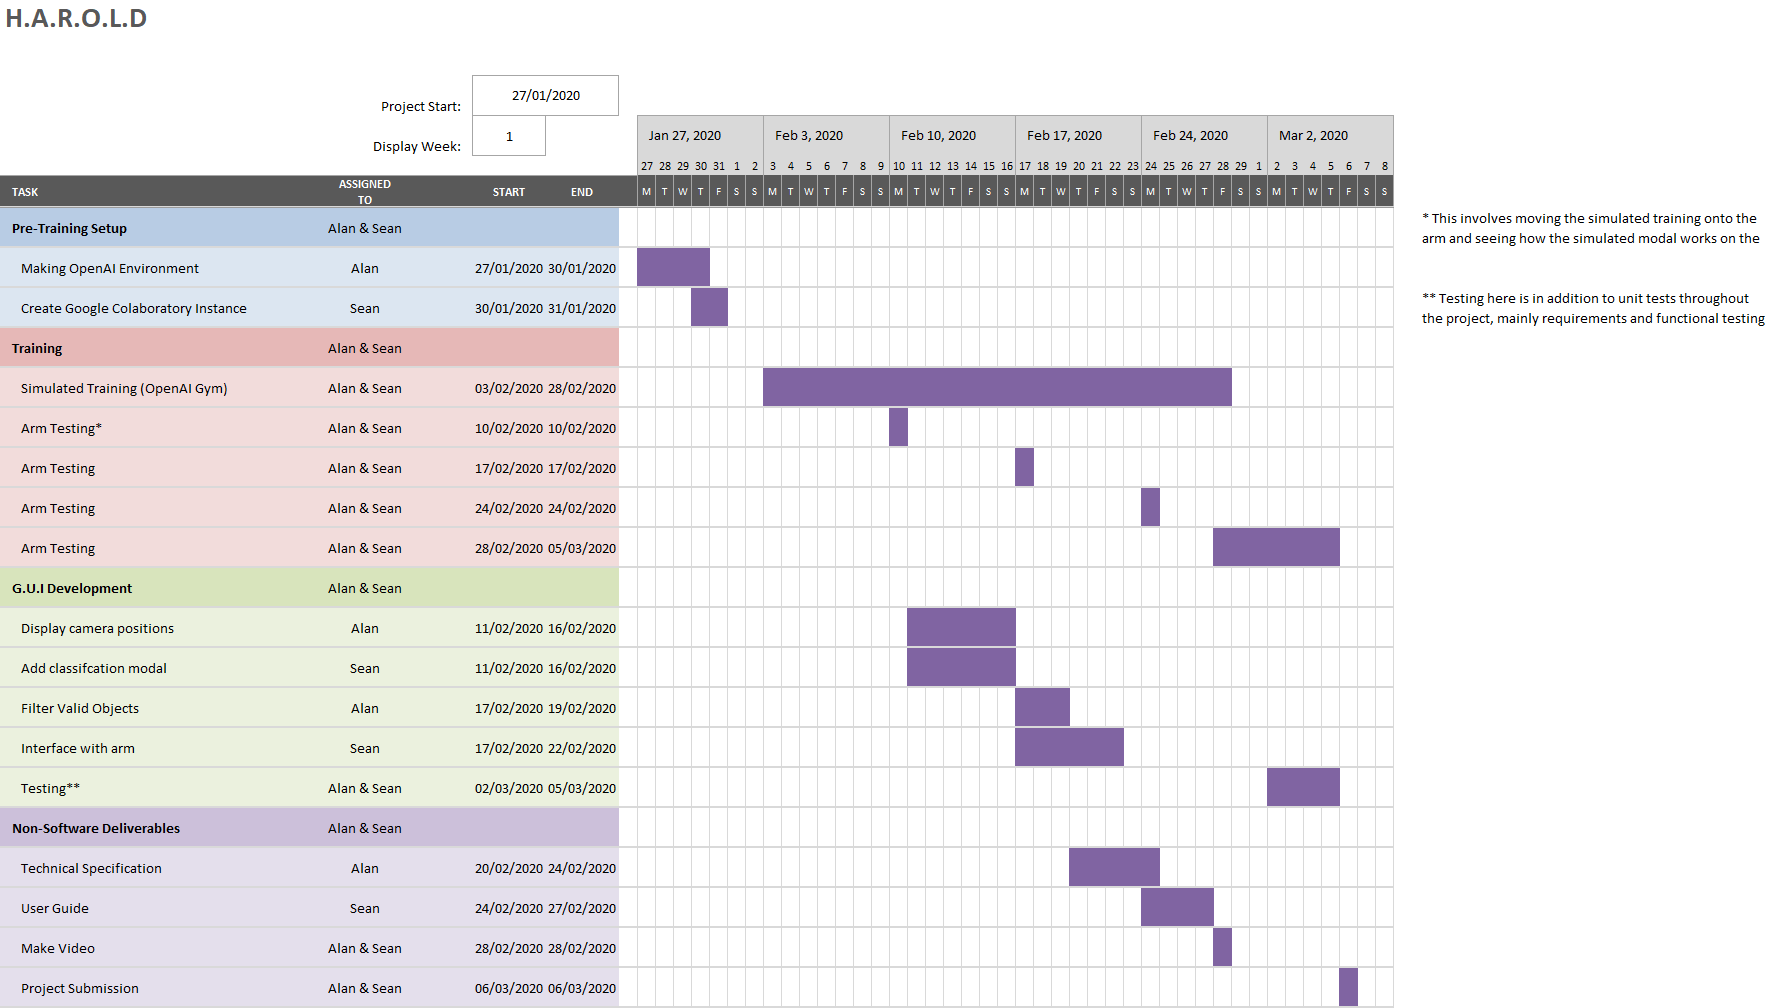 H.A.R.O.L.D
Project Start: 27/01/2020
Display Week: 1
Jan 27, 2020 Feb 3, 2020 Feb 10, 2020 Feb 17, 2020 Feb 24, 2020 Mar 2, 2020
27 28 29 30 31 1 2 3 4 5 6 7 8 9 10 11 12 13 14 15 16 17 18 19 20 21 22 23 24 25 26 27 28 29 1 2 3 4 5 6 7 8
TASK ASSIGNED TO START END M T W T F S S M T W T F S S M T W T F S S M T W T F S S M T W T F S S M T W T F S S
Pre-Training Setup Alan & Sean
Making OpenAI Environment Alan 27/01/2020 30/01/2020
Create Google Colaboratory Instance Sean 30/01/2020 31/01/2020
Training Alan & Sean
Simulated Training (OpenAI Gym) Alan & Sean 03/02/2020 28/02/2020
Arm Testing* Alan & Sean 10/02/2020 10/02/2020
Arm Testing Alan & Sean 17/02/2020 17/02/2020
Arm Testing Alan & Sean 24/02/2020 24/02/2020
Arm Testing Alan & Sean 28/02/2020 05/03/2020
G.U.I Development Alan & Sean
Display camera positions Alan 11/02/2020 16/02/2020
Add classifcation modal Sean 11/02/2020 16/02/2020
Filter Valid Objects Alan 17/02/2020 19/02/2020
Interface with arm Sean 17/02/2020 22/02/2020
Testing** Alan & Sean 02/03/2020 05/03/2020
Non-Software Deliverables Alan & Sean
Technical Specification Alan 20/02/2020 24/02/2020
User Guide Sean 24/02/2020 27/02/2020
Make Video Alan & Sean 28/02/2020 28/02/2020
Project Submission Alan & Sean 06/03/2020 06/03/2020
* This involves moving the simulated training onto the
arm and seeing how the simulated modal works on the
** Testing here is in addition to unit tests throughout
the project, mainly requirements and functional testing